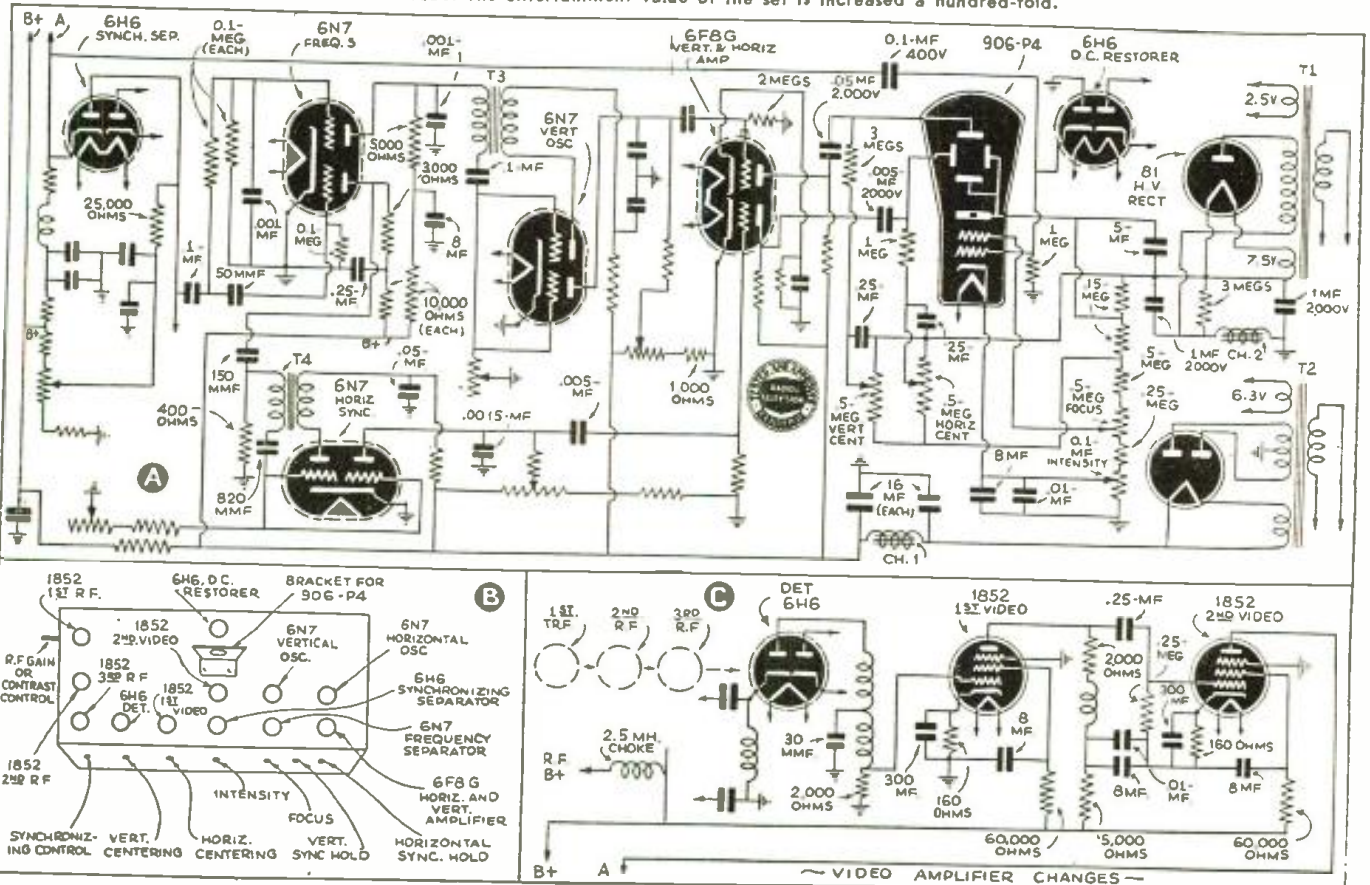 The entertainment value of the set is increased a hundred-fold.
B+
A
6H6
SYNCH. SEP.
0.1-
MEG
(EACH)
6N7
FREQ. S
.001-
MF
T3
6N7
VERT
OSC
6F8G
VERT. & HORIZ
AMP
2 MEGS
.05 MF
2,000V
0.1-MF
400V
906-P4
6H6
D.C. RESTORER
T1
2.5V
81
H.V.
RECT
7.5V
25,000
OHMS
.001
MF
0.1
MEG
5,000
OHMS
3,000
OHMS
.1-MF
8
MF
3
MEGS
.005-
MF
2000V
1
MEG
1
MEG
.5-
MF
3 MEGS
1MF
2000V
.1-
MF
50 MMF
.25-
MF
10,000
OHMS
(EACH)
B+
B+
.25
MF
.25-
MF
.15-
MEG
1 MF
2000V
CH. 2
T2
6.3V
150
MMF
T4
6N7
HORIZ
SYNC.
.05-
MF
.005-
MF
1,000
OHMS
.5-
MEG
VERT
CENT
.5-
MEG
HORIZ
CENT
.5-
MEG
.5-
MEG
FOCUS
.25-
MEG
0.1-
MF
INTENSITY
400-
OHMS
.0015-MF
8 MF
.01-
MF
A
820
MMF
16
MF
(EACH)
CH. 1
B
1852
1ST R F.
6H6, D.C.
RESTORER
BRACKET FOR
906-P4
1852
2ND VIDEO
6N7
VERTICAL
OSC.
6N7
HORIZONTAL
OSC
R.F GAIN
OR
CONTRAST
CONTROL
1852
3RD R F
6H6
DET.
1852
1ST
VIDEO
6H6
SYNCHRONIZING
SEPARATOR
6N7
FREQUENCY
SEPARATOR
1852
2ND R F
6F8 G
HORIZ. AND
VERT.
AMPLIFIER
INTENSITY
FOCUS
SYNCHRONIZ-
ING CONTROL
VERT.
CENTERING
HORIZ.
CENTERING
VERT.
SYNC HOLD
HORIZONTAL
SYNC. HOLD
C
1ST.
TRF
2ND
R.F
3RD
R.F
DET
6H6
1852
1ST VIDEO
.25-MF
1852
2ND VIDEO
2,000
OHMS
.25
MEG
300
MF
2.5 MH.
CHOKE
R.F.
B+
30
MMF.
2,000
OHMS
300
MF
160
OHMS
8
MF
160 OHMS
8MF
.01-
MF
8 MF
60,000
OHMS
5,000
OHMS
60,000
OHMS
B+
A
~ VIDEO AMPLIFIER CHANGES ~